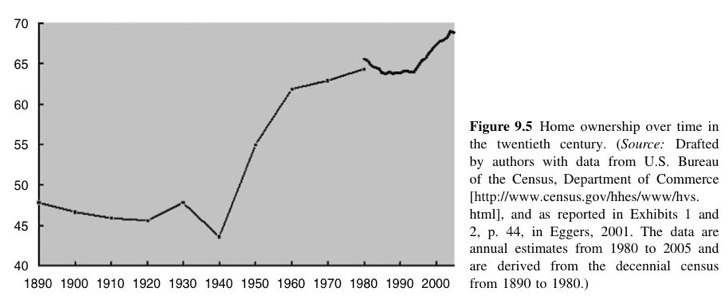 70
65
60
55
50
45
40
1890 1900 1910 1920 1930 1940 1950 1960 1970 1980 1990 2000
Figure 9.5 Home ownership over time in
the twentieth century. (Source: Drafted
by authors with data from U.S. Bureau
of the Census, Department of Commerce
[http://www.census.gov/hhes/www/hvs.
html], and as reported in Exhibits 1 and
2, p. 44, in Eggers, 2001. The data are
annual estimates from 1980 to 2005 and
are derived from the decennial census
from 1890 to 1980.)